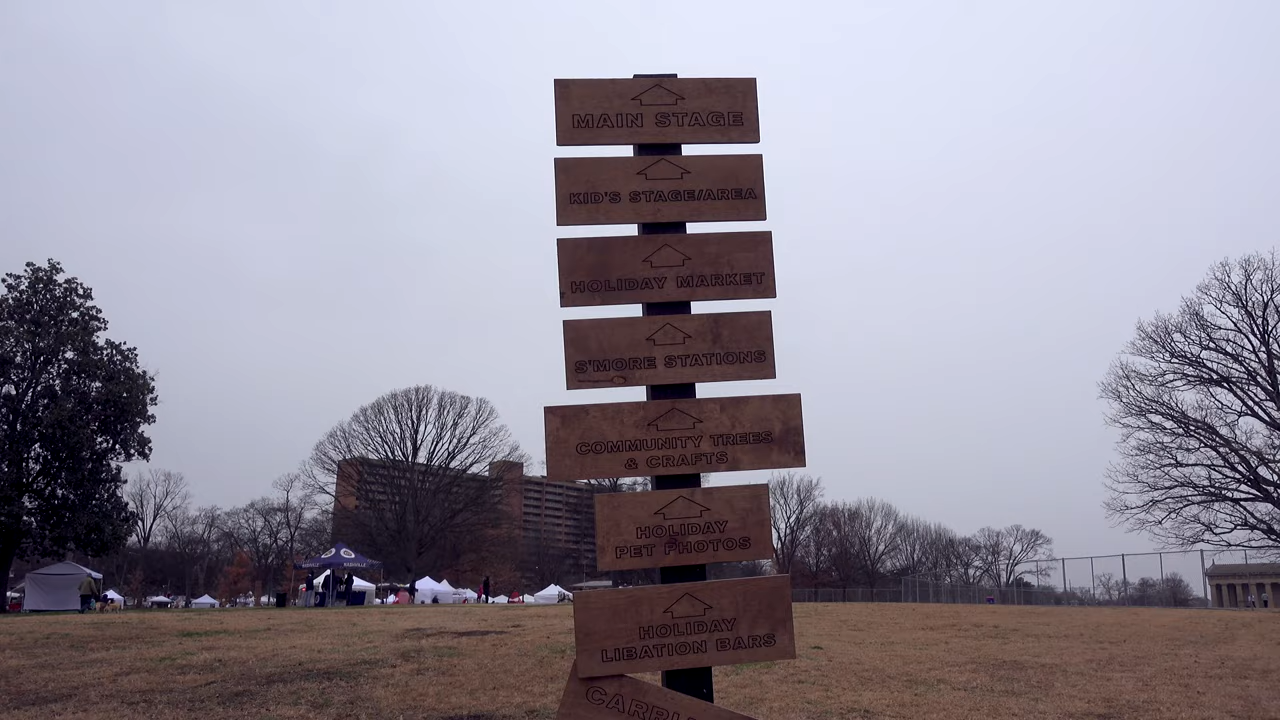 MAIN STAGE
KID'S STAGE/AREA
HOLIDAY MARKET
S'MORE STATIONS
COMMUNITY TREES
& CRAFTS
HOLIDAY
PET PHOTOS
HOLIDAY
LIBATION BARS